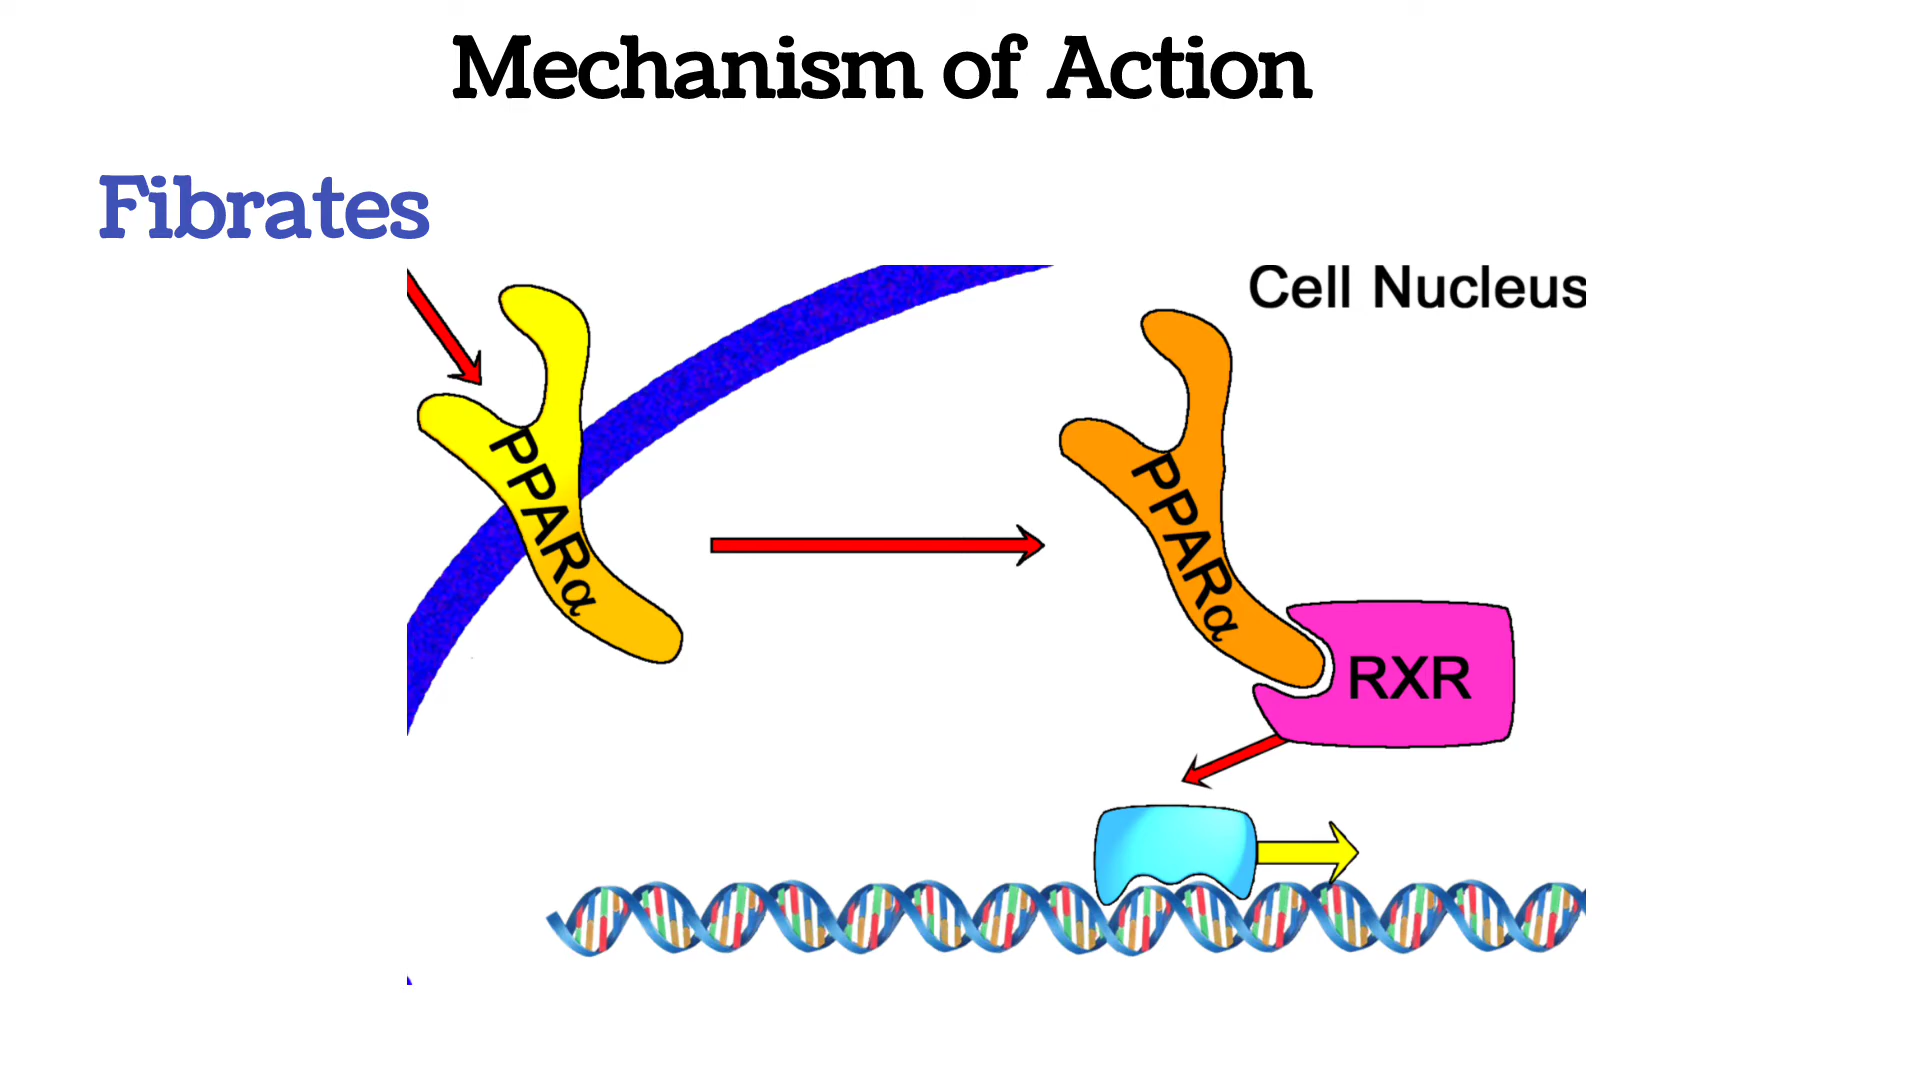 Mechanism of Action
Fibrates
Cell Nucleus
PPARα
PPARα
RXR